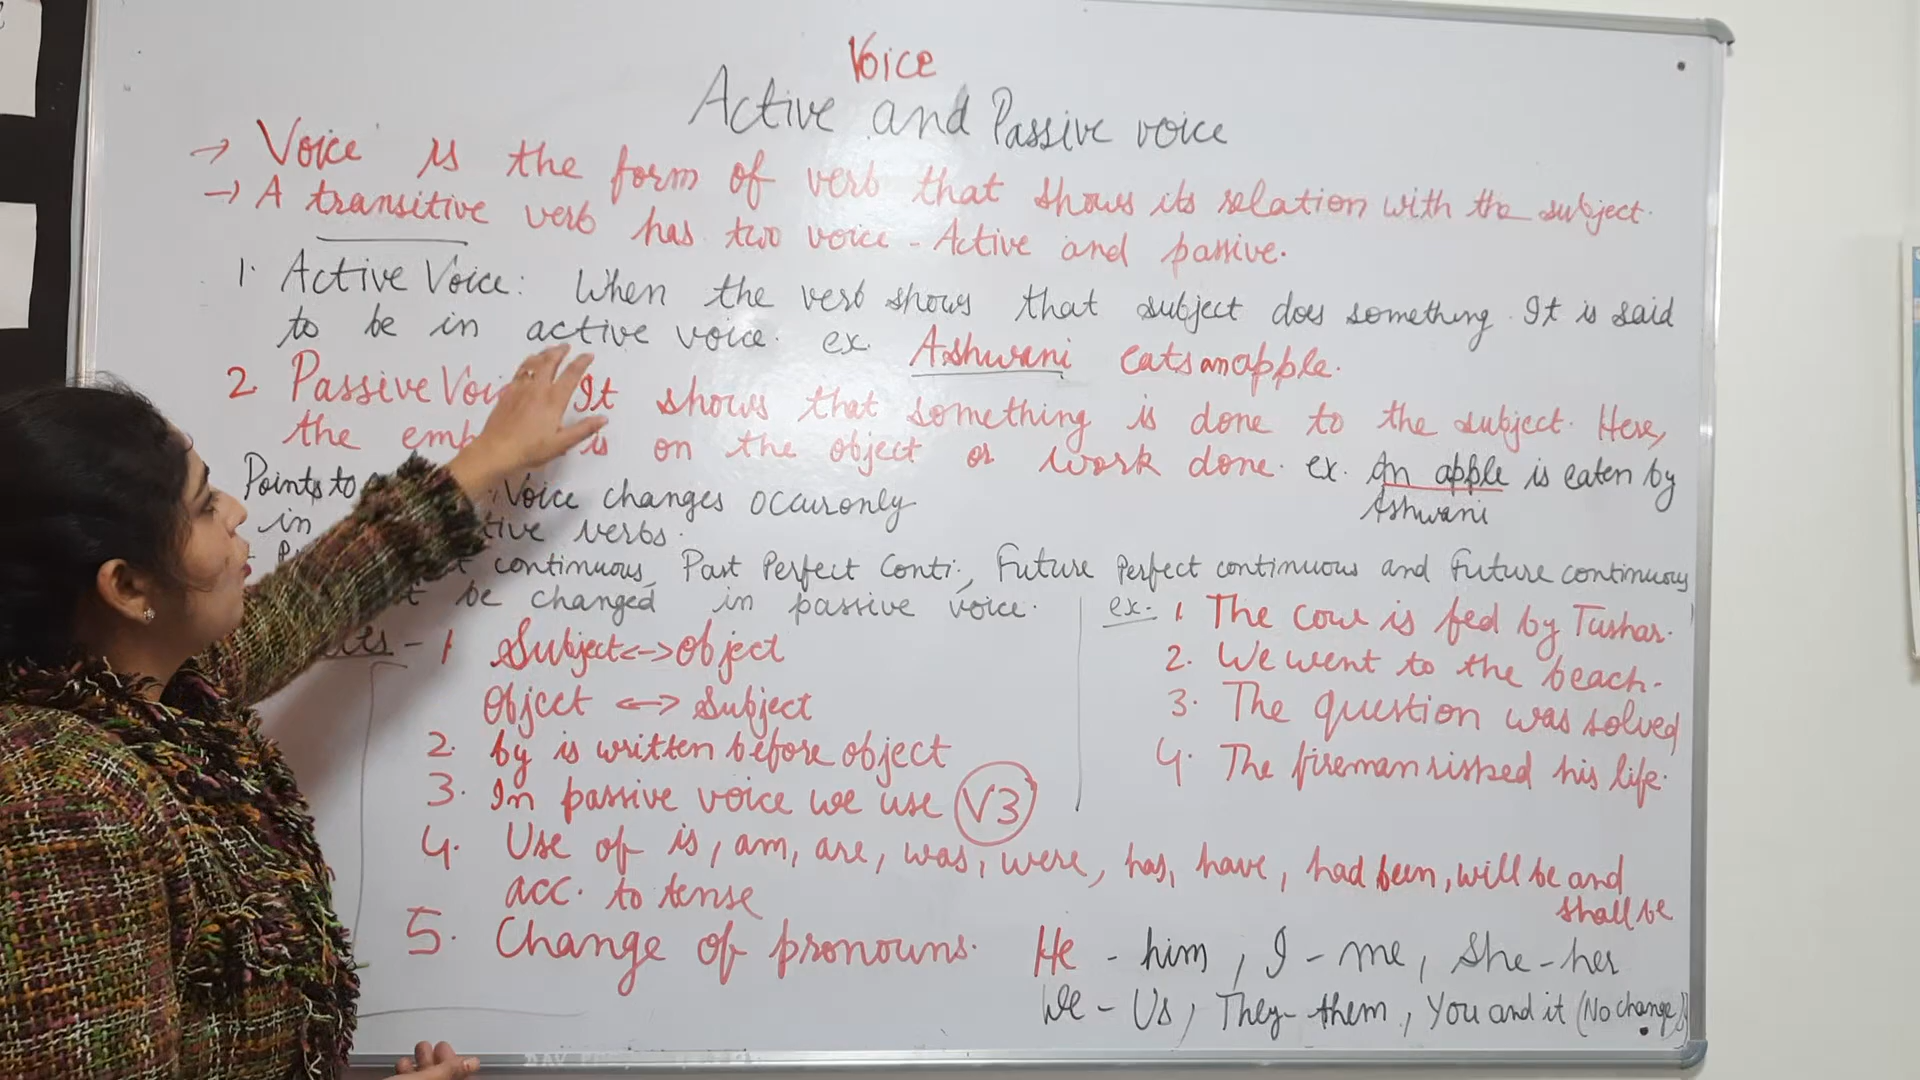 Voice
Active and Passive voice
→ Voice is the form of verb that shows its relation with the subject.
→ A transitive verb has two voice - Active and passive.
1. Active Voice: When the verb shows that subject does something. It is said
to be in active voice. ex. Ashwani eats an apple.
2. Passive It shows that something is done to the subject. Here,
the is on the object or work done. ex. An apple is eaten by
Ashwani
Points to Voice changes occur only
in verbs.
continuous, Past Perfect Conti., Future perfect continuous and future continuous
be changed in passive voice.
- 1 Subject <-> object
Object <-> Subject
2. by is written before object
3. In passive voice we use V3
4. Use of is, am, are, was, were, has, have, had been, will be and
shall be
acc. to tense
5. Change of pronouns. He - him, I - me, She - her
We - Us, They - them, You and it (No change)
ex:- 1. The cow is fed by Tushar.
2. We went to the beach.
3. The question was solved
4. The fireman risked his life.